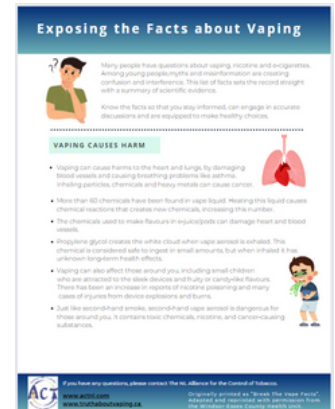 Exposing the Facts about Vaping
Many people have questions about vaping, nicotine and e-cigarettes.
Among young people,myths and misinformation are creating
confusion and interference. This list of facts sets the record straight
with a summary of scientific evidence.
Know the facts so that you stay informed, can engage in accurate
discussions and are equipped to make healthy choices.
VAPING CAUSES HARM
Vaping can cause harms to the heart and lungs, by damaging
blood vessels and causing breathing problems like asthma.
Inhaling particles, chemicals and heavy metals can cause cancer.
More than 60 chemicals have been found in vape liquid. Heating this liquid causes
chemical reactions that creates new chemicals, increasing this number.
The chemicals used to make flavours in e-juice/pods can damage heart and blood
vessels.
Propylene glycol creates the white cloud when vape aerosol is exhaled. This
chemical is considered safe to ingest in small amounts, but when inhaled it has
unknown long-term health effects.
Vaping can also affect those around you, including small children
who are attracted to the sleek devices and fruity or candy-like flavours.
There has been an increase in reports of nicotine poisoning and many
cases of injuries from device explosions and burns.
Just like second-hand smoke, second-hand vape aerosol is dangerous for
those around you. It contains toxic chemicals, nicotine, and cancer-causing
substances.
ACT
If you have any questions, please contact The NL Alliance for the Control of Tobacco.
www.actnl.com
www.truthaboutvaping.ca
Originally printed as "Break The Vape Facts".
Adapted and reprinted with permission from
the Windsor Essex County Health Unit.